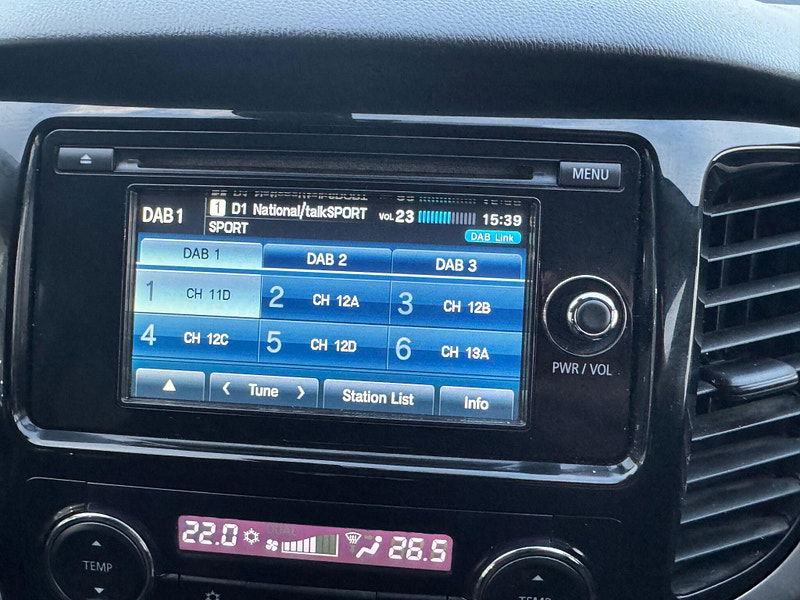 MENU
DAB 1
1 D1 National/talkSPORT VOL 23 15:39
SPORT
DAB Link
DAB 1 DAB 2 DAB 3
1 CH 11D 2 CH 12A 3 CH 12B
4 CH 12C 5 CH 12D 6 CH 13A
Tune Station List Info
PWR / VOL
22.0 DUAL 26.5
TEMP
TEMP